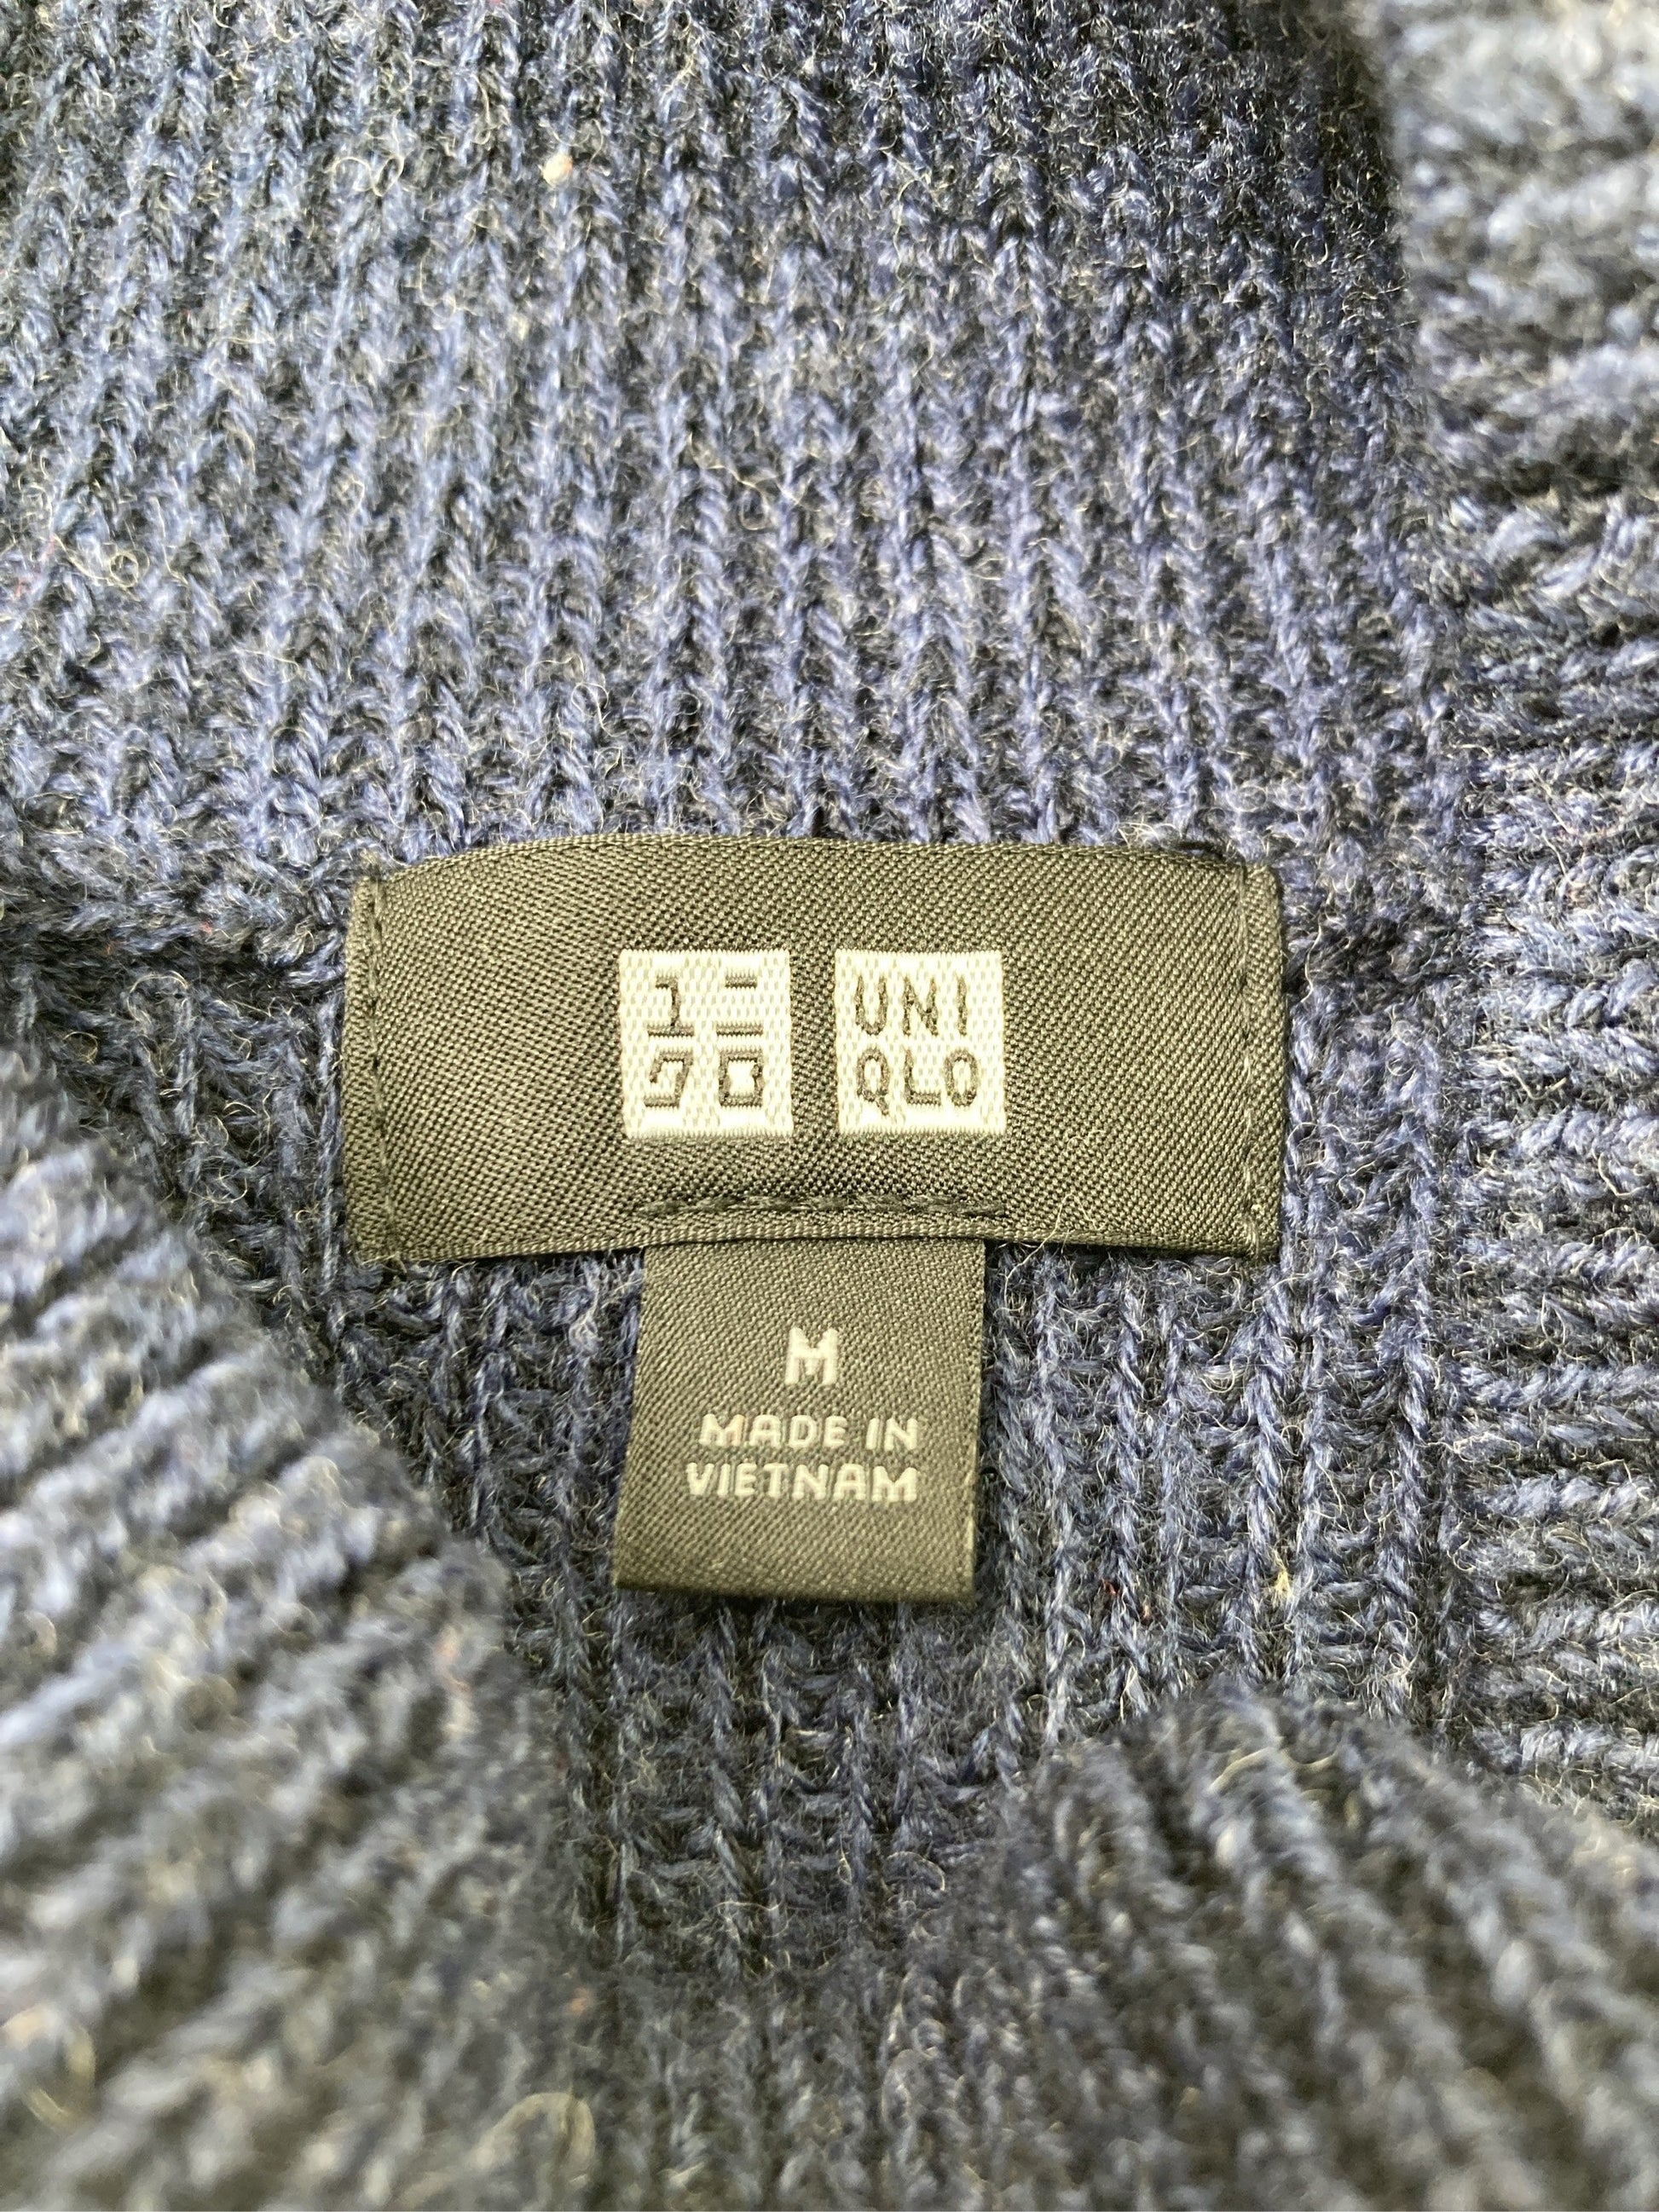 ユニ
クロ
UNI
QLO
M
MADE IN
VIETNAM